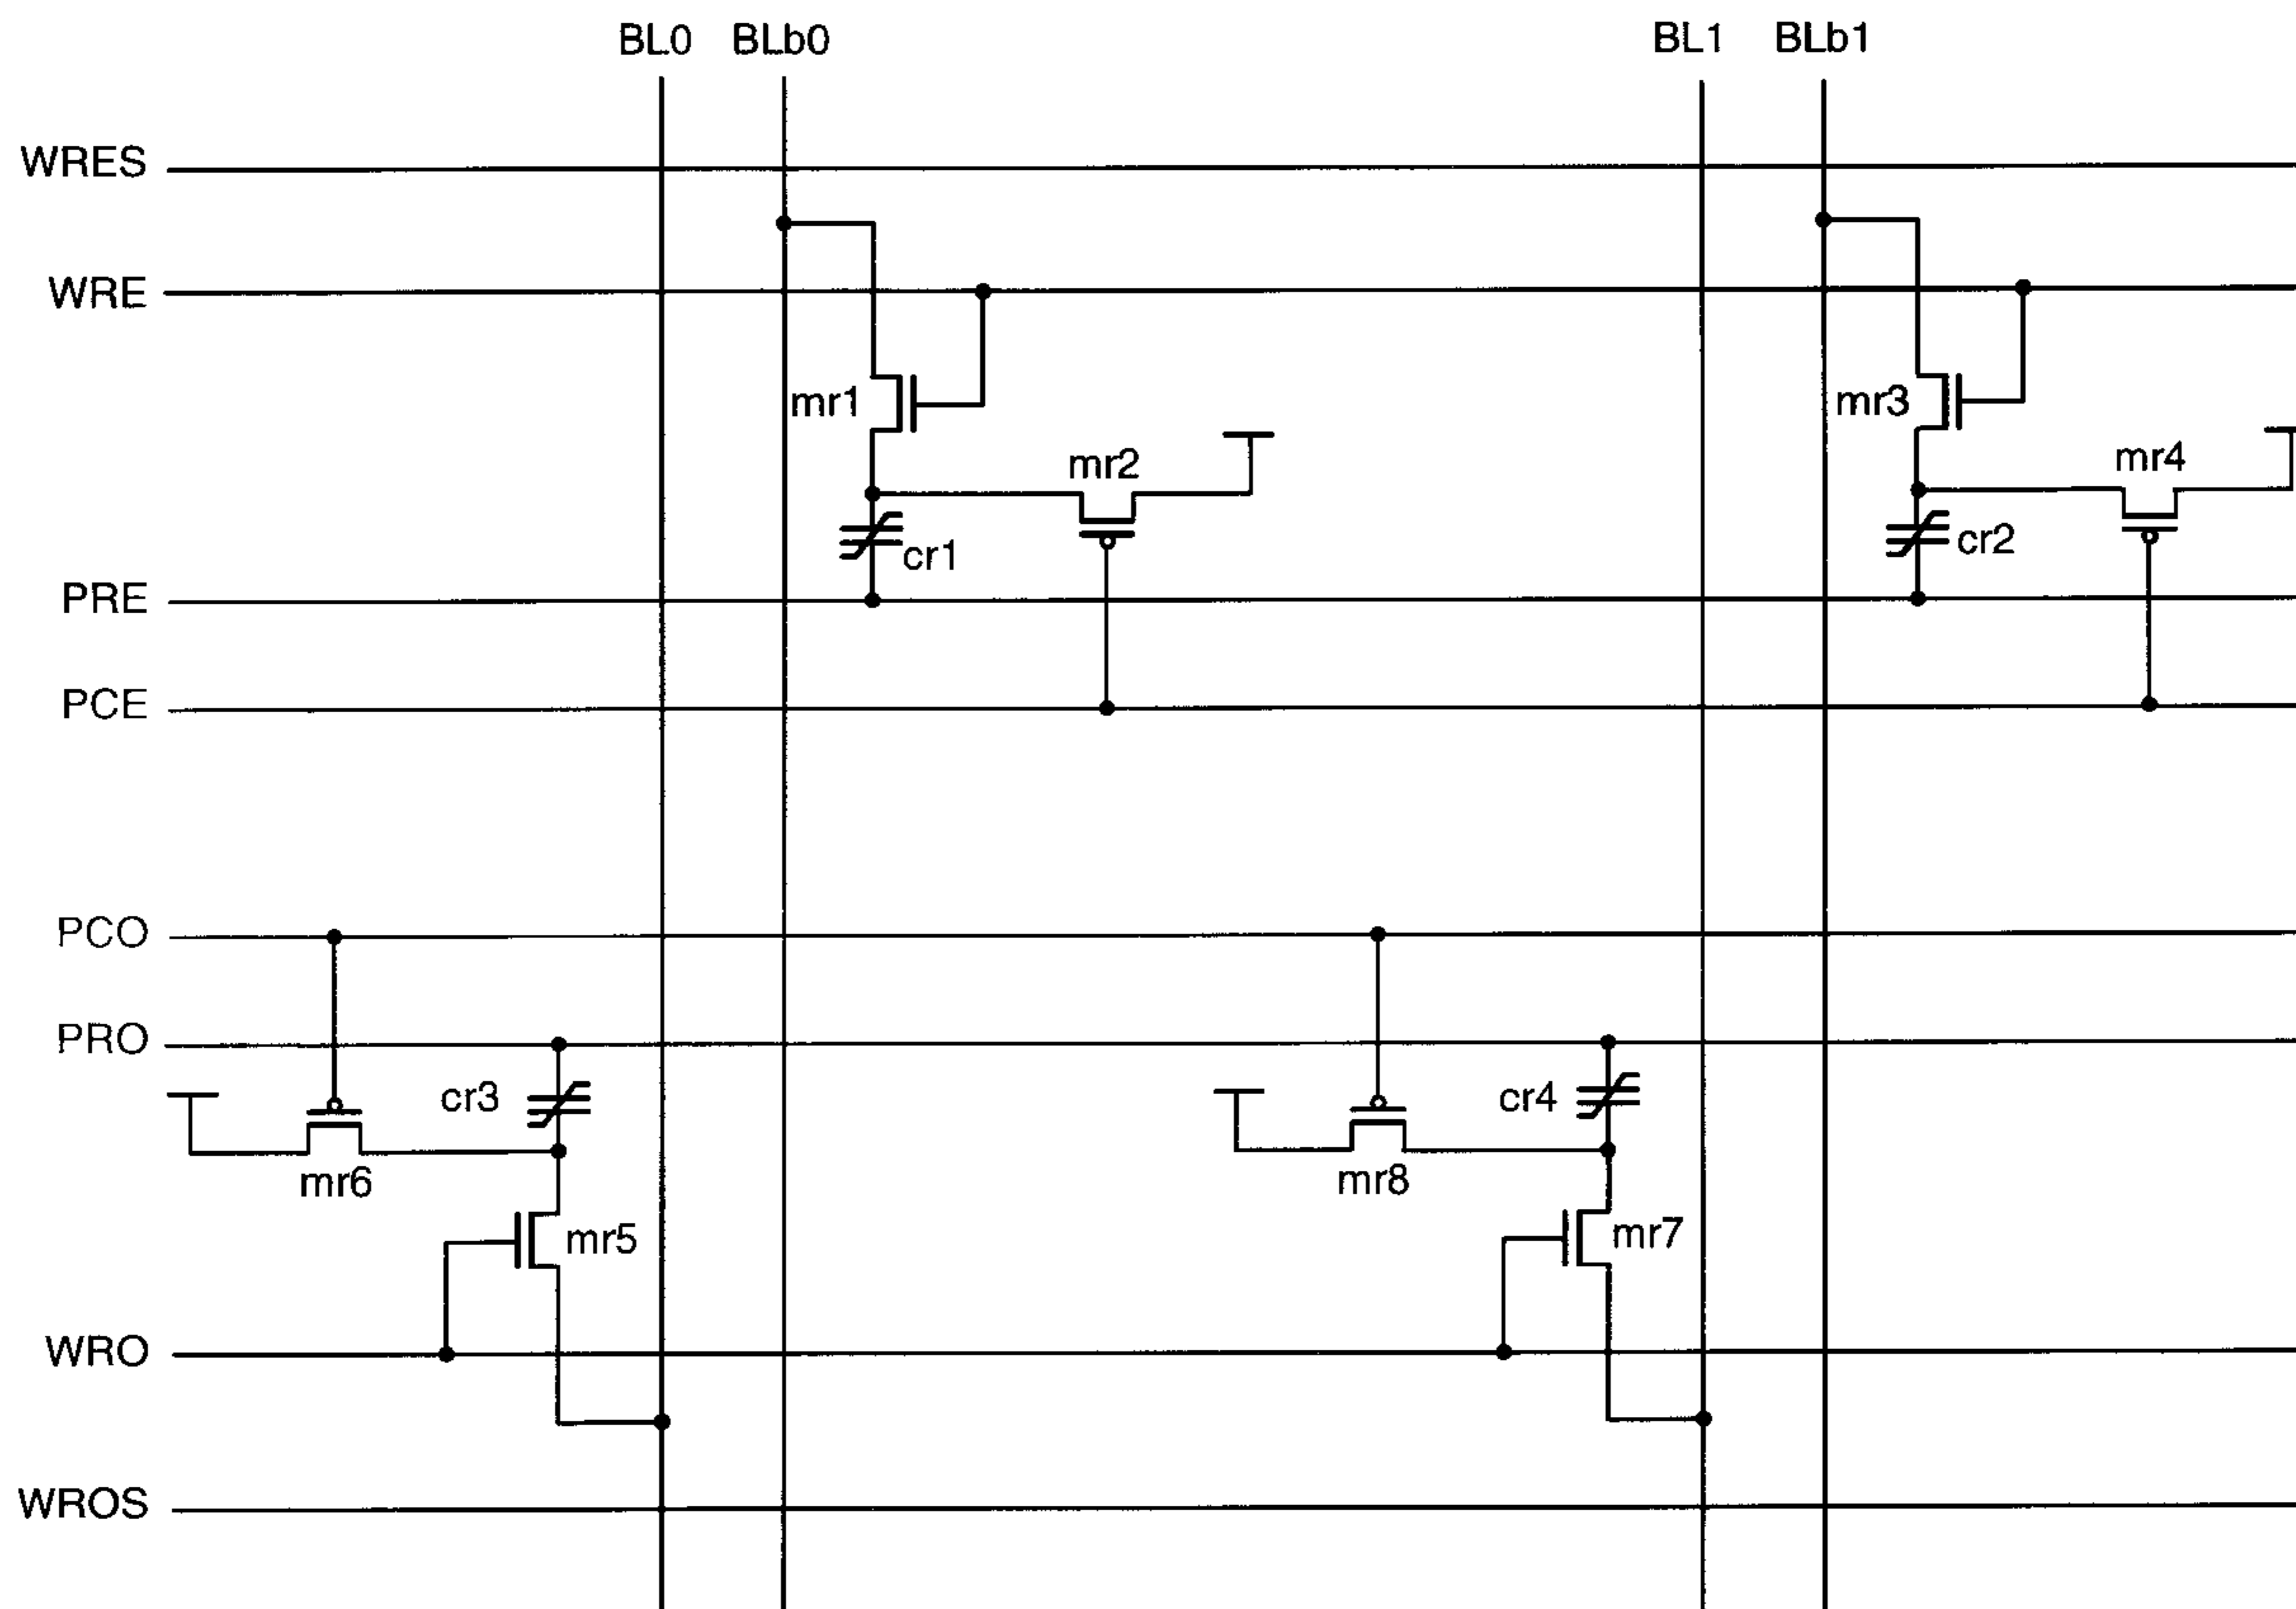 BL0 BLb0 BL1 BLb1
WRES
WRE
mr1 mr3
mr2 mr4
cr1 cr2
PRE
PCE
PCO
PRO
cr3 cr4
mr6 mr8
mr5 mr7
WRO
WROS